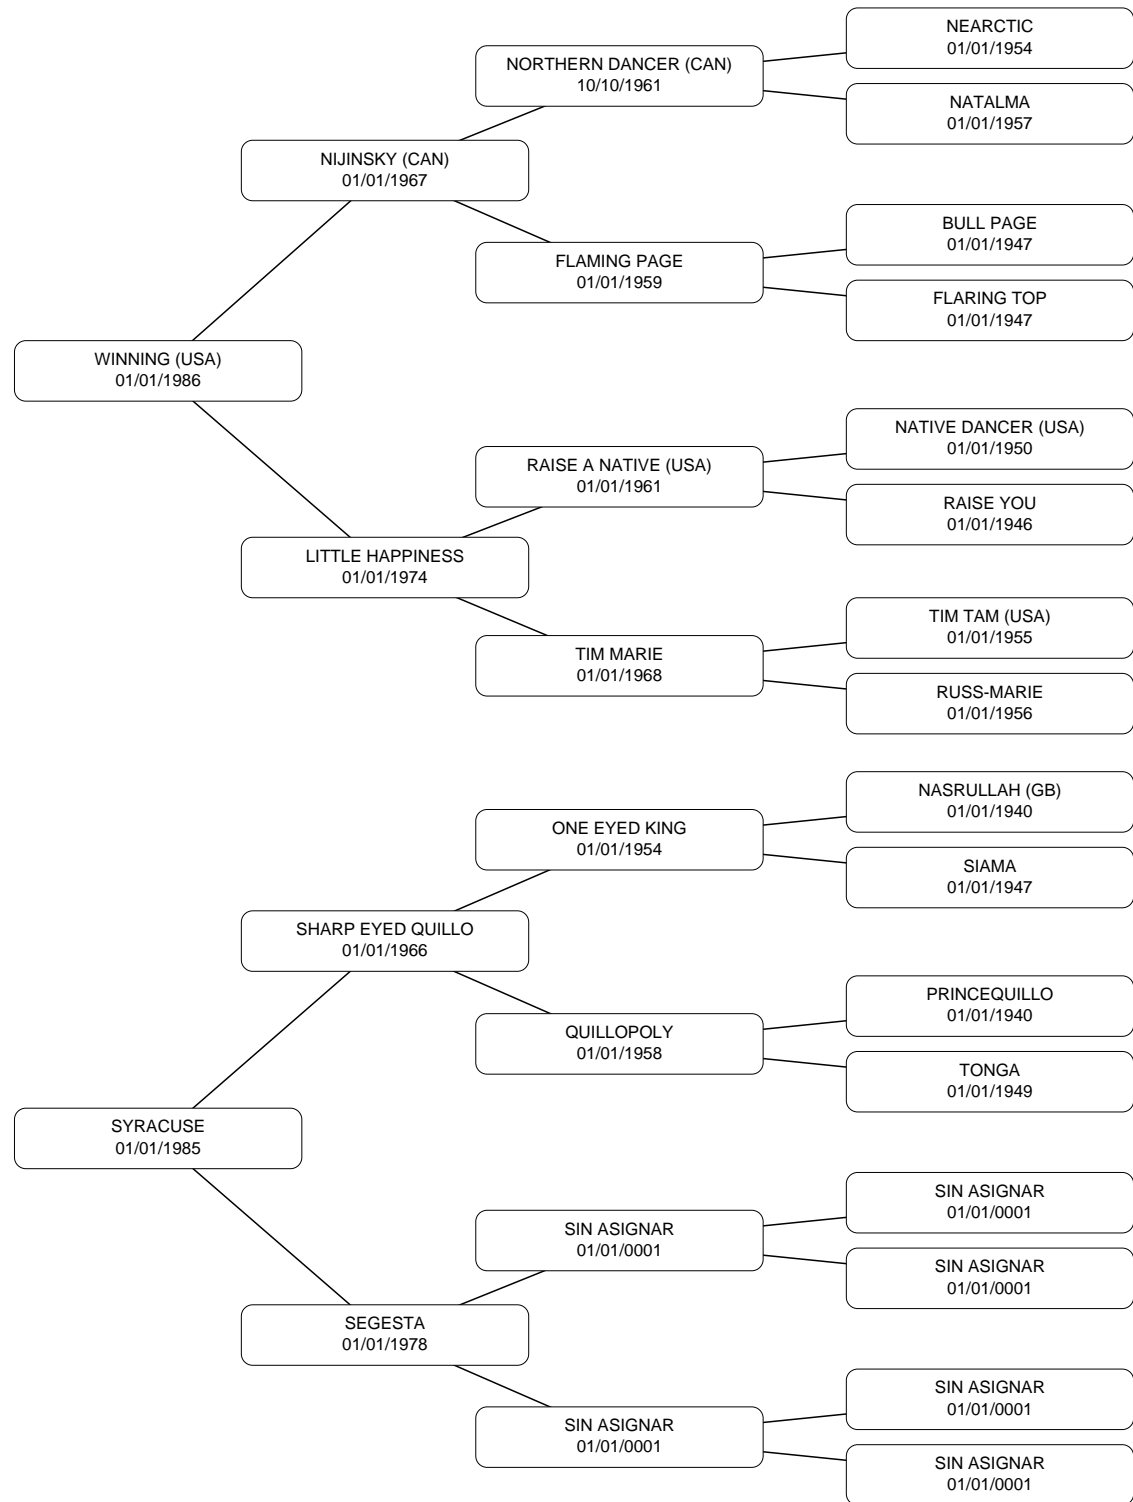 NEARCTIC
01/01/1954
NORTHERN DANCER (CAN)
10/10/1961
NATALMA
01/01/1957
NIJINSKY (CAN)
01/01/1967
BULL PAGE
01/01/1947
FLAMING PAGE
01/01/1959
FLARING TOP
01/01/1947
WINNING (USA)
01/01/1986
NATIVE DANCER (USA)
01/01/1950
RAISE A NATIVE (USA)
01/01/1961
RAISE YOU
01/01/1946
LITTLE HAPPINESS
01/01/1974
TIM TAM (USA)
01/01/1955
TIM MARIE
01/01/1968
RUSS-MARIE
01/01/1956
NASRULLAH (GB)
01/01/1940
ONE EYED KING
01/01/1954
SIAMA
01/01/1947
SHARP EYED QUILLO
01/01/1966
PRINCEQUILLO
01/01/1940
QUILLOPOLY
01/01/1958
TONGA
01/01/1949
SYRACUSE
01/01/1985
SIN ASIGNAR
01/01/0001
SIN ASIGNAR
01/01/0001
SIN ASIGNAR
01/01/0001
SEGESTA
01/01/1978
SIN ASIGNAR
01/01/0001
SIN ASIGNAR
01/01/0001
SIN ASIGNAR
01/01/0001